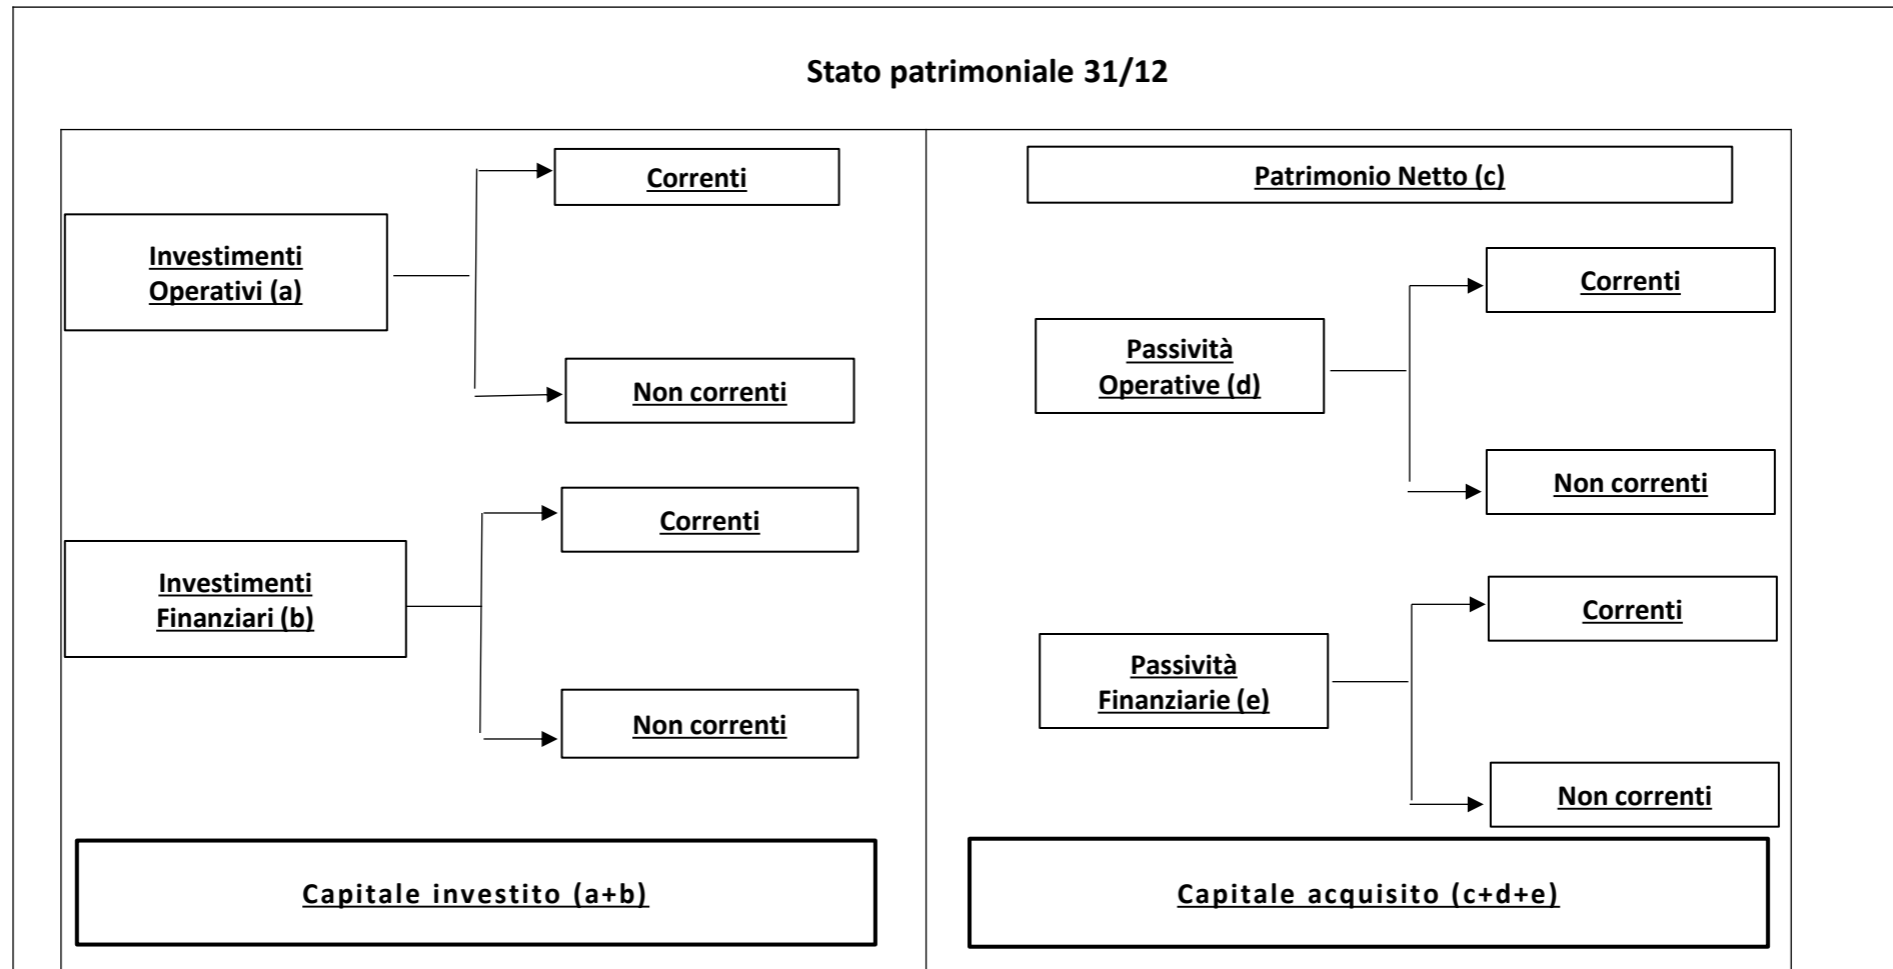 Stato patrimoniale 31/12
Correnti
Investimenti
Operativi (a)
Non correnti
Correnti
Investimenti
Finanziari (b)
Non correnti
Capitale investito (a+b)
Patrimonio Netto (c)
Correnti
Passività
Operative (d)
Non correnti
Correnti
Passività
Finanziarie (e)
Non correnti
Capitale acquisito (c+d+e)